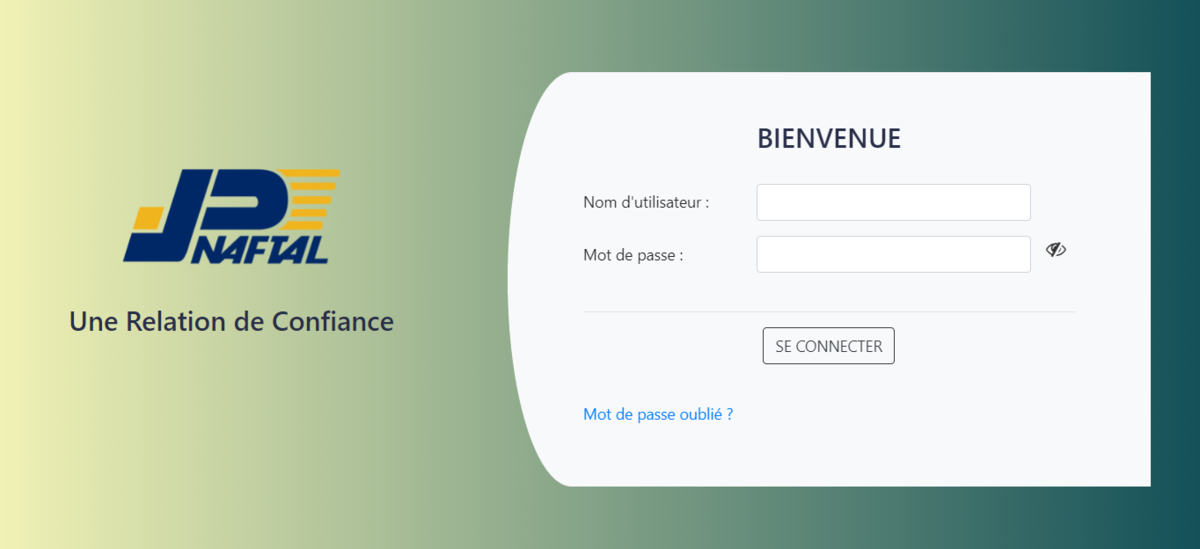 NAFTAL
Une Relation de Confiance
BIENVENUE
Nom d'utilisateur :
Mot de passe :
SE CONNECTER
Mot de passe oublié ?